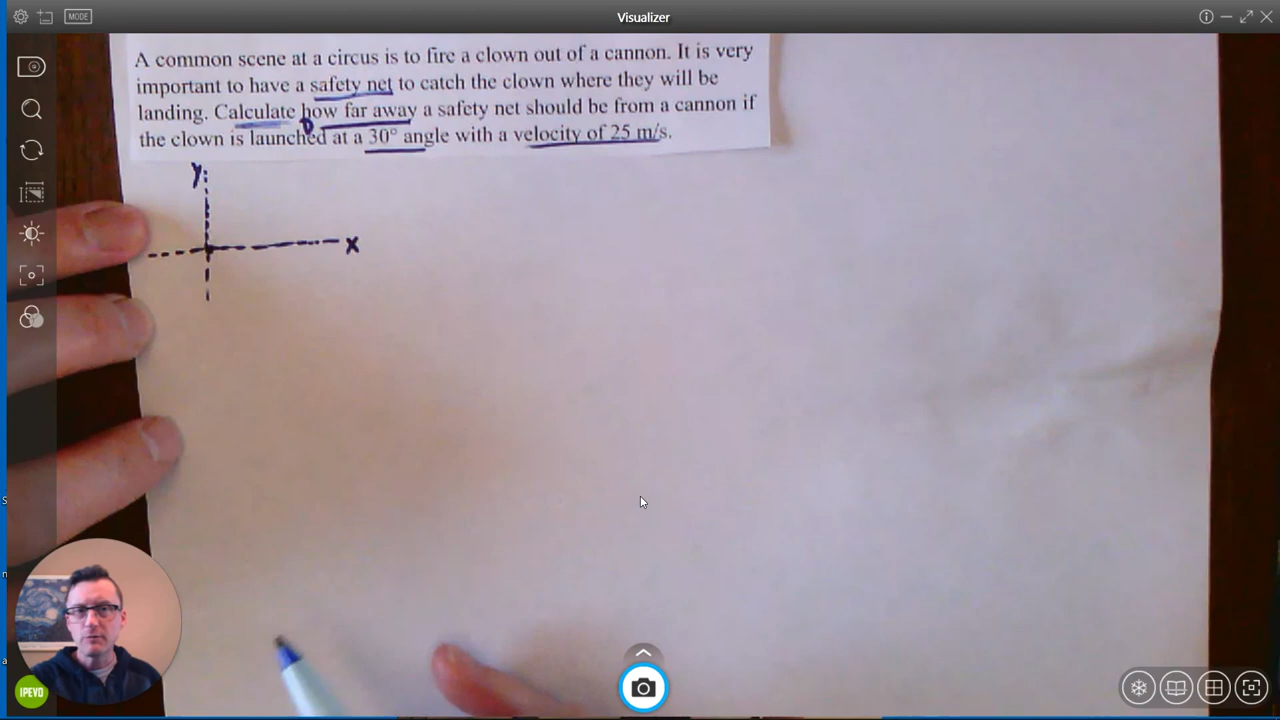 MODE
Visualizer
A common scene at a circus is to fire a clown out of a cannon. It is very
important to have a safety net to catch the clown where they will be
landing. Calculate how far away a safety net should be from a cannon if
the clown is launched at a 30° angle with a velocity of 25 m/s.
y
x
IPEVO